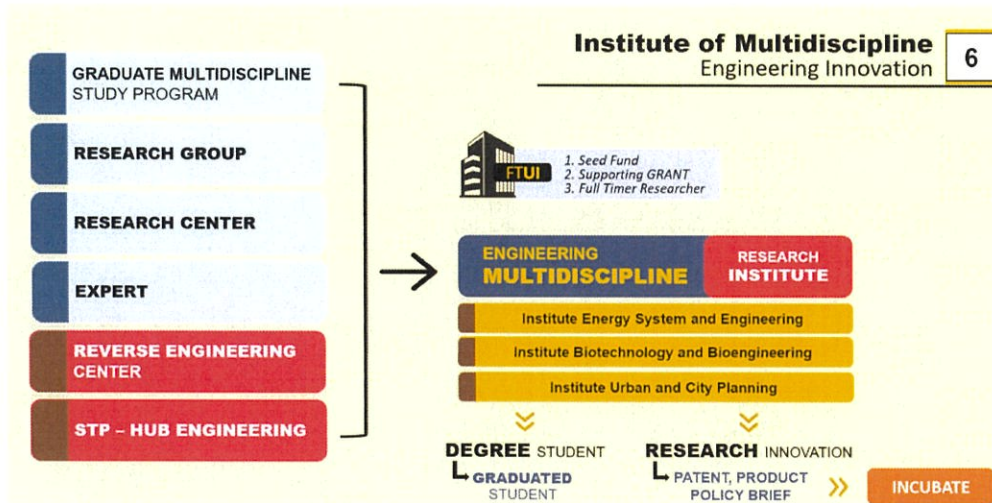 Institute of Multidiscipline
Engineering Innovation
6
GRADUATE MULTIDISCIPLINE
STUDY PROGRAM
RESEARCH GROUP
RESEARCH CENTER
EXPERT
REVERSE ENGINEERING
CENTER
STP – HUB ENGINEERING
FTUI
1. Seed Fund
2. Supporting GRANT
3. Full Timer Researcher
ENGINEERING
MULTIDISCIPLINE
RESEARCH
INSTITUTE
Institute Energy System and Engineering
Institute Biotechnology and Bioengineering
Institute Urban and City Planning
DEGREE STUDENT
GRADUATED
STUDENT
RESEARCH INNOVATION
PATENT, PRODUCT
POLICY BRIEF
INCUBATE